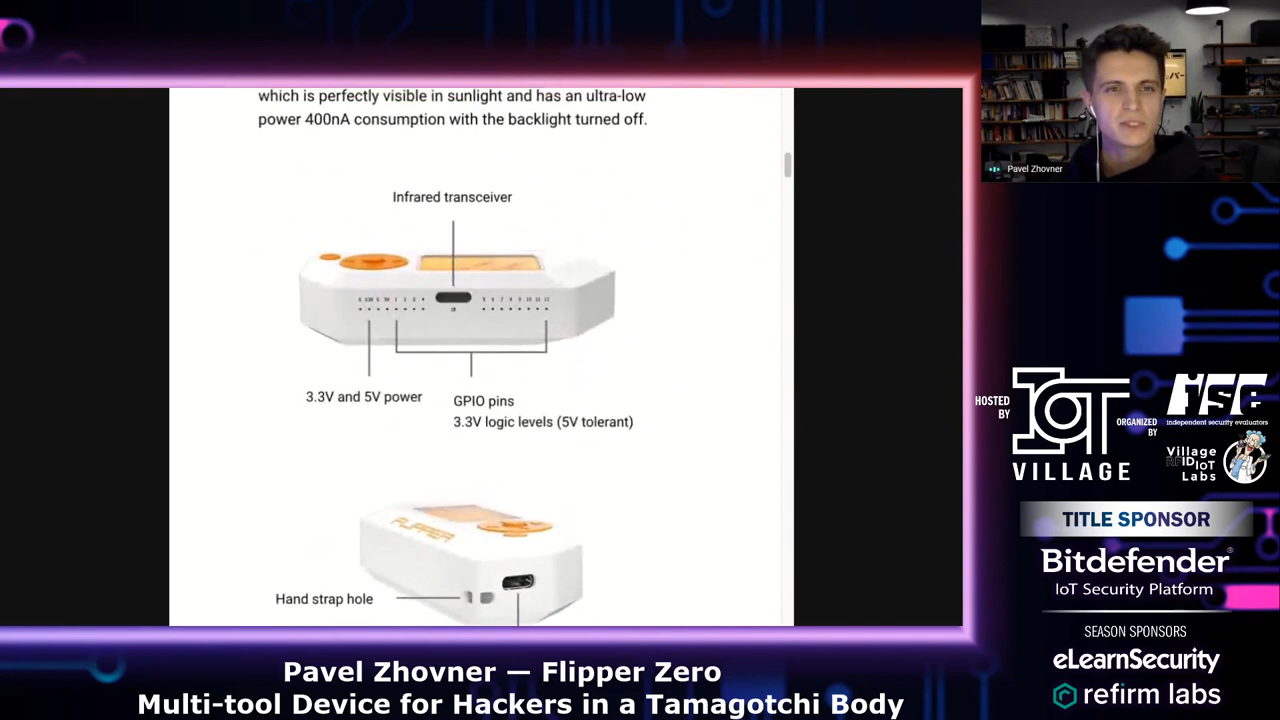 which is perfectly visible in sunlight and has an ultra-low
power 400nA consumption with the backlight turned off.
Infrared transceiver
3.3V and 5V power
GPIO pins
3.3V logic levels (5V tolerant)
FLIPPER
Hand strap hole
Pavel Zhovner
HOSTED
BY
IOT
VILLAGE
ORGANIZED
BY
ISE
independent security evaluators
Village
RFID IoT
Labs
TITLE SPONSOR
Bitdefender®
IoT Security Platform
SEASON SPONSORS
eLearnSecurity
refirm labs
Pavel Zhovner — Flipper Zero
Multi-tool Device for Hackers in a Tamagotchi Body